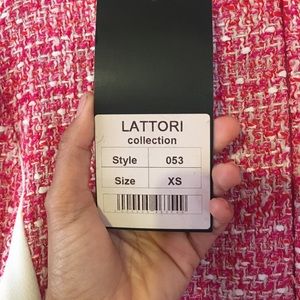 LATTORI
collection
Style 053
Size XS